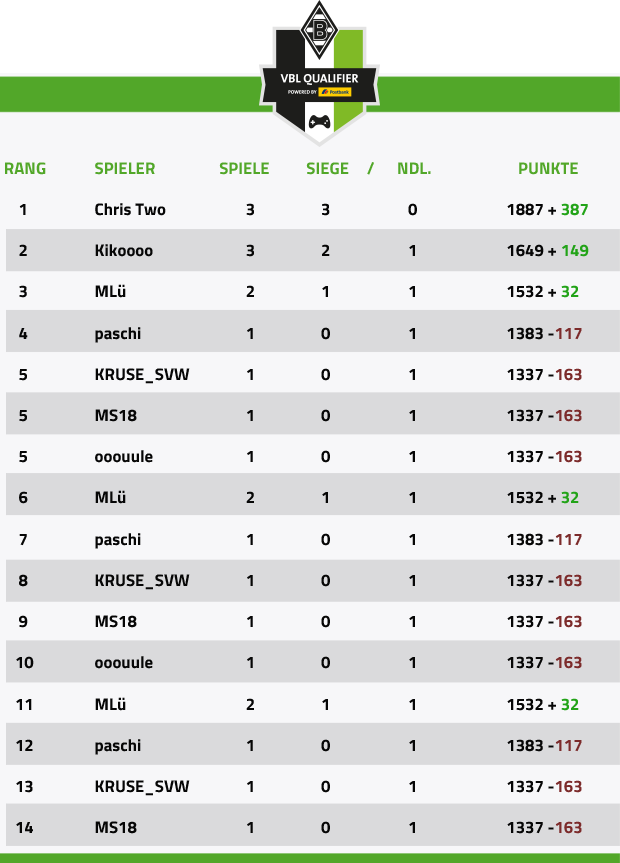 B
VBL QUALIFIER
POWERED BY Postbank
RANG SPIELER SPIELE SIEGE / NDL. PUNKTE
1 Chris Two 3 3 0 1887 + 387
2 Kikoooo 3 2 1 1649 + 149
3 MLü 2 1 1 1532 + 32
4 paschi 1 0 1 1383 -117
5 KRUSE_SVW 1 0 1 1337 -163
5 MS18 1 0 1 1337 -163
5 ooouule 1 0 1 1337 -163
6 MLü 2 1 1 1532 + 32
7 paschi 1 0 1 1383 -117
8 KRUSE_SVW 1 0 1 1337 -163
9 MS18 1 0 1 1337 -163
10 ooouule 1 0 1 1337 -163
11 MLü 2 1 1 1532 + 32
12 paschi 1 0 1 1383 -117
13 KRUSE_SVW 1 0 1 1337 -163
14 MS18 1 0 1 1337 -163